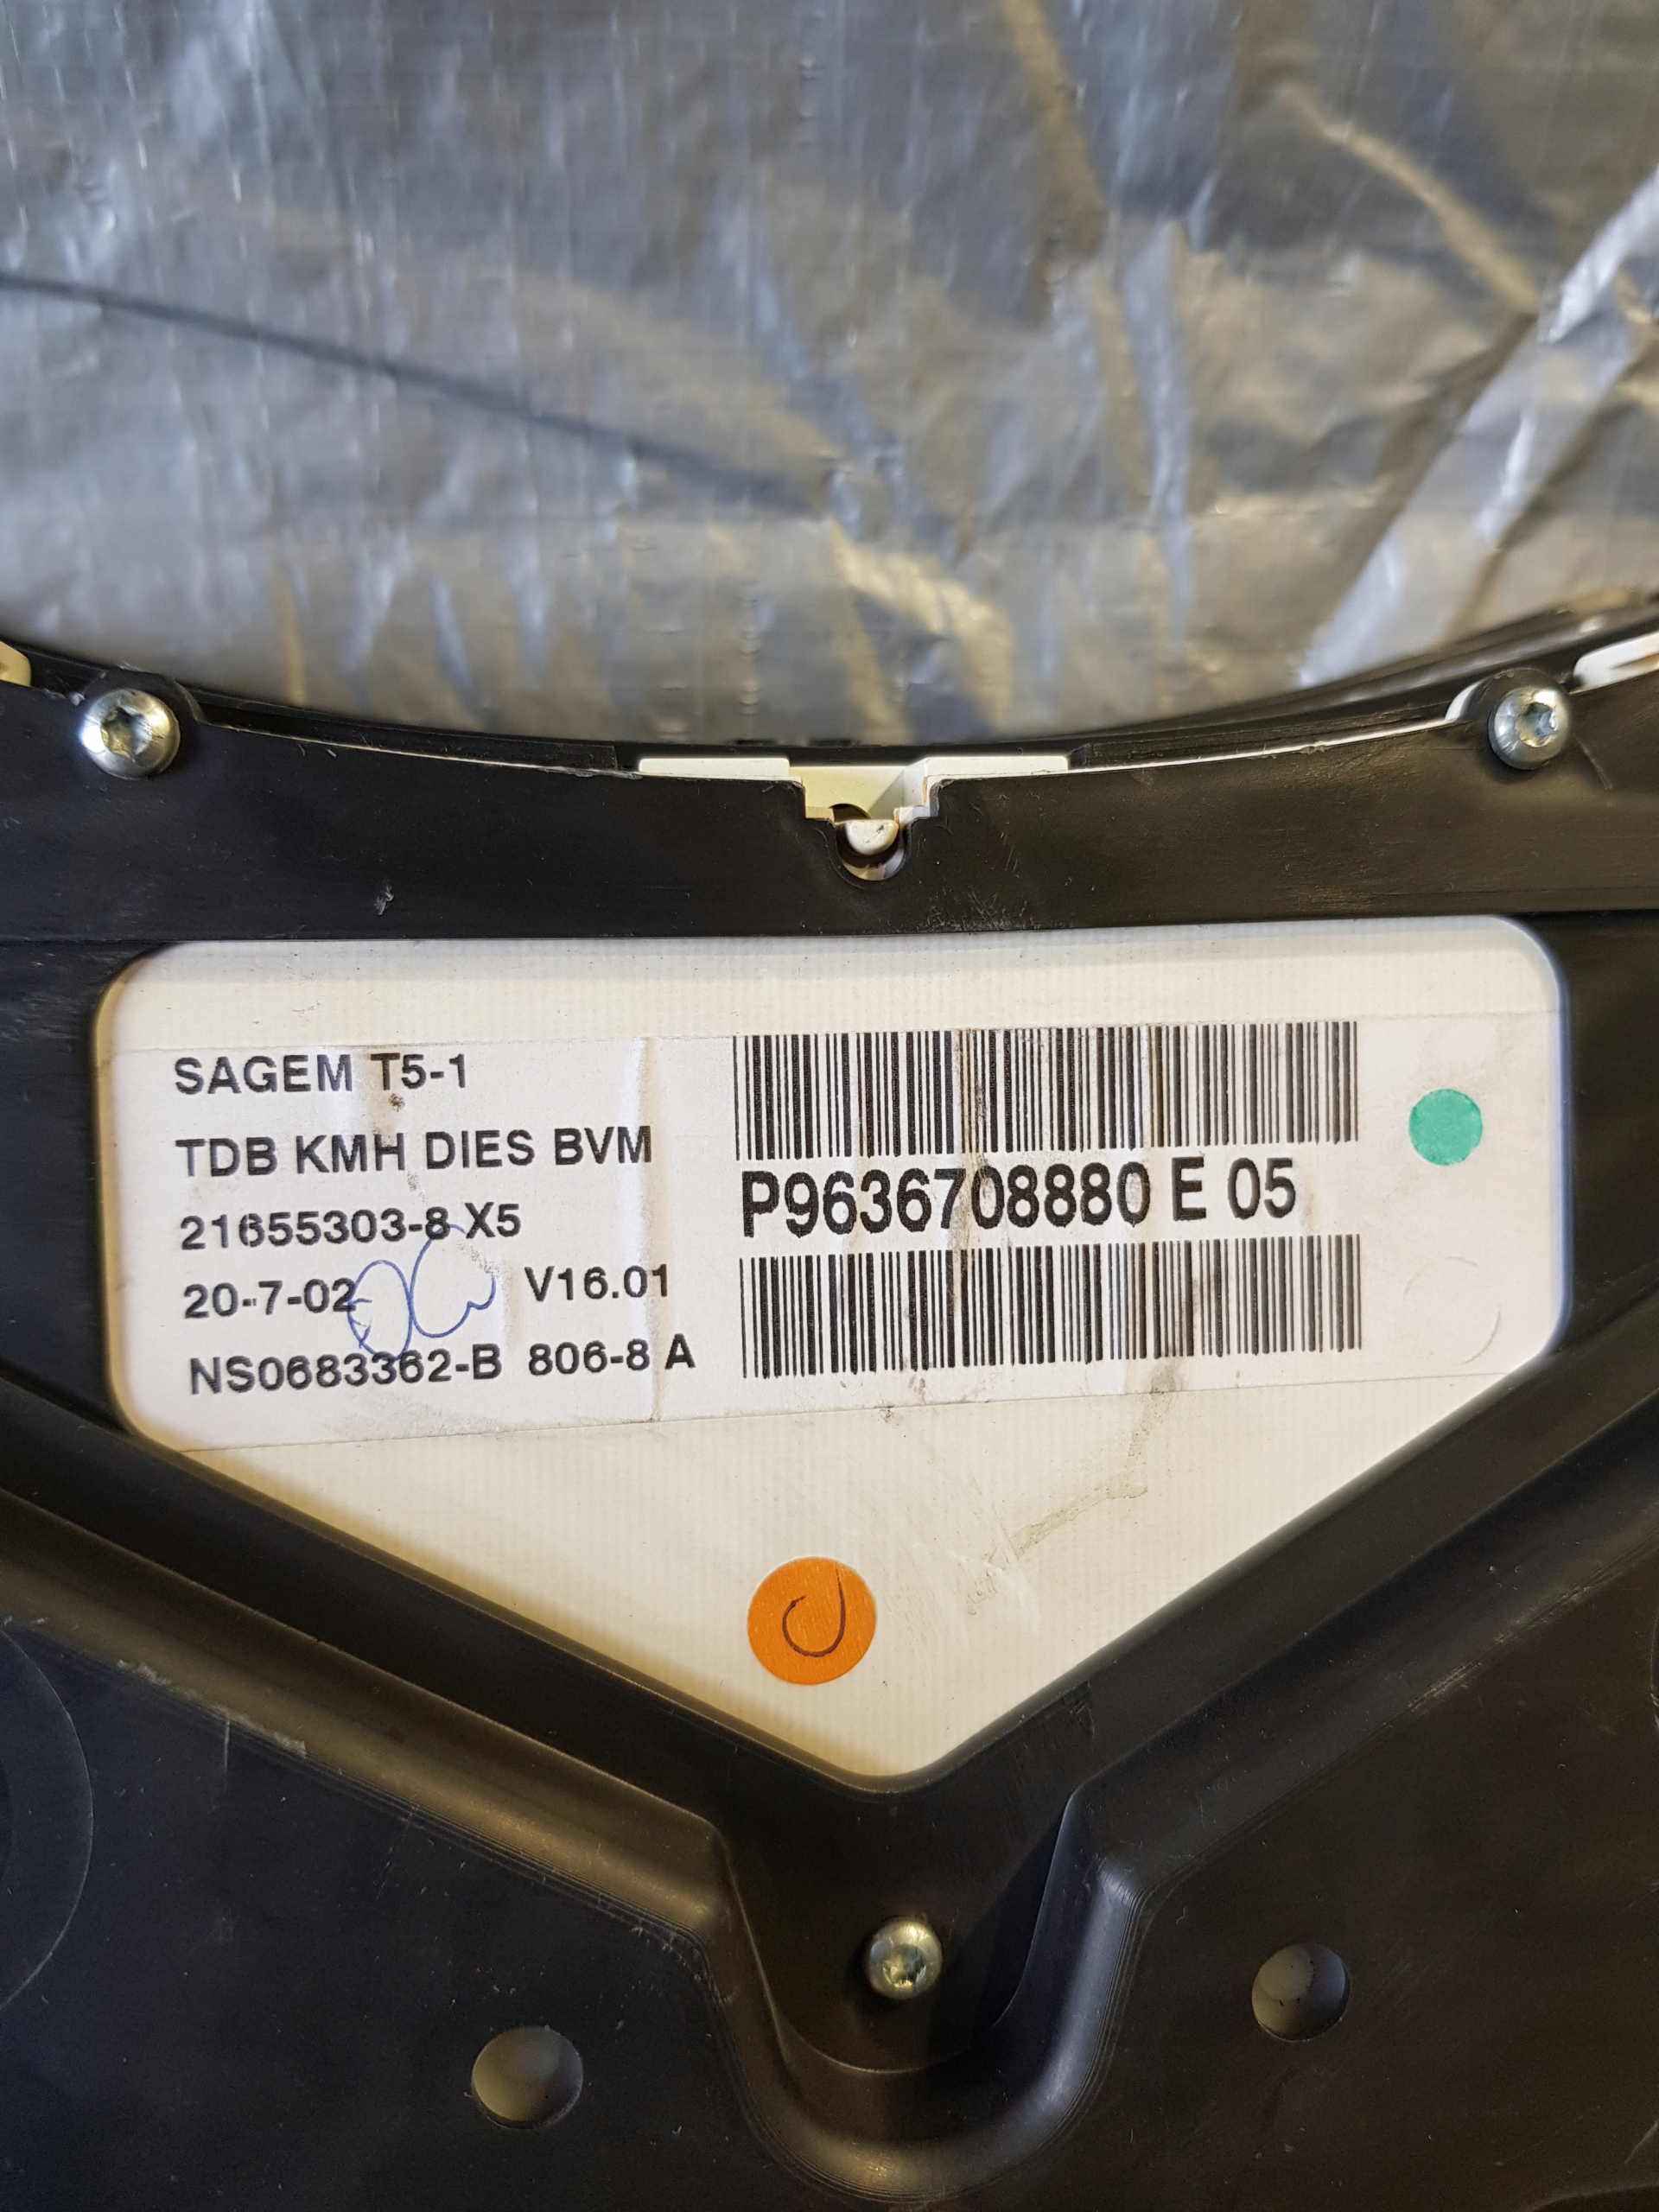 SAGEM T5-1
TDB KMH DIES BVM
21655303-8 X5
20-7-02 V16.01
NS0683362-B 806-8 A
P9636708880 E 05